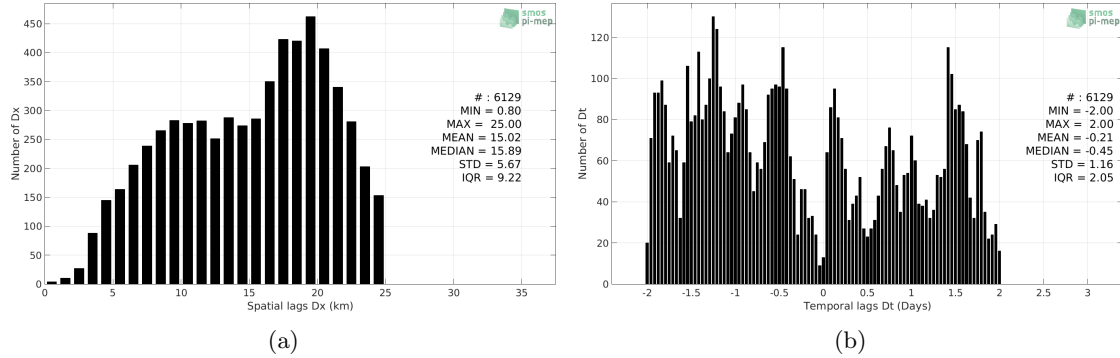 smos
pi-mep
Number of Dx
450
400
350
300
250
200
150
100
50
0
# : 6129
MIN = 0.80
MAX = 25.00
MEAN = 15.02
MEDIAN = 15.89
STD = 5.67
IQR = 9.22
0 5 10 15 20 25 30 35
Spatial lags Dx (km)
(a)
smos
pi-mep
Number of Dt
120
100
80
60
40
20
0
# : 6129
MIN = -2.00
MAX = 2.00
MEAN = -0.21
MEDIAN = -0.45
STD = 1.16
IQR = 2.05
-2 -1.5 -1 -0.5 0 0.5 1 1.5 2 2.5 3
Temporal lags Dt (Days)
(b)